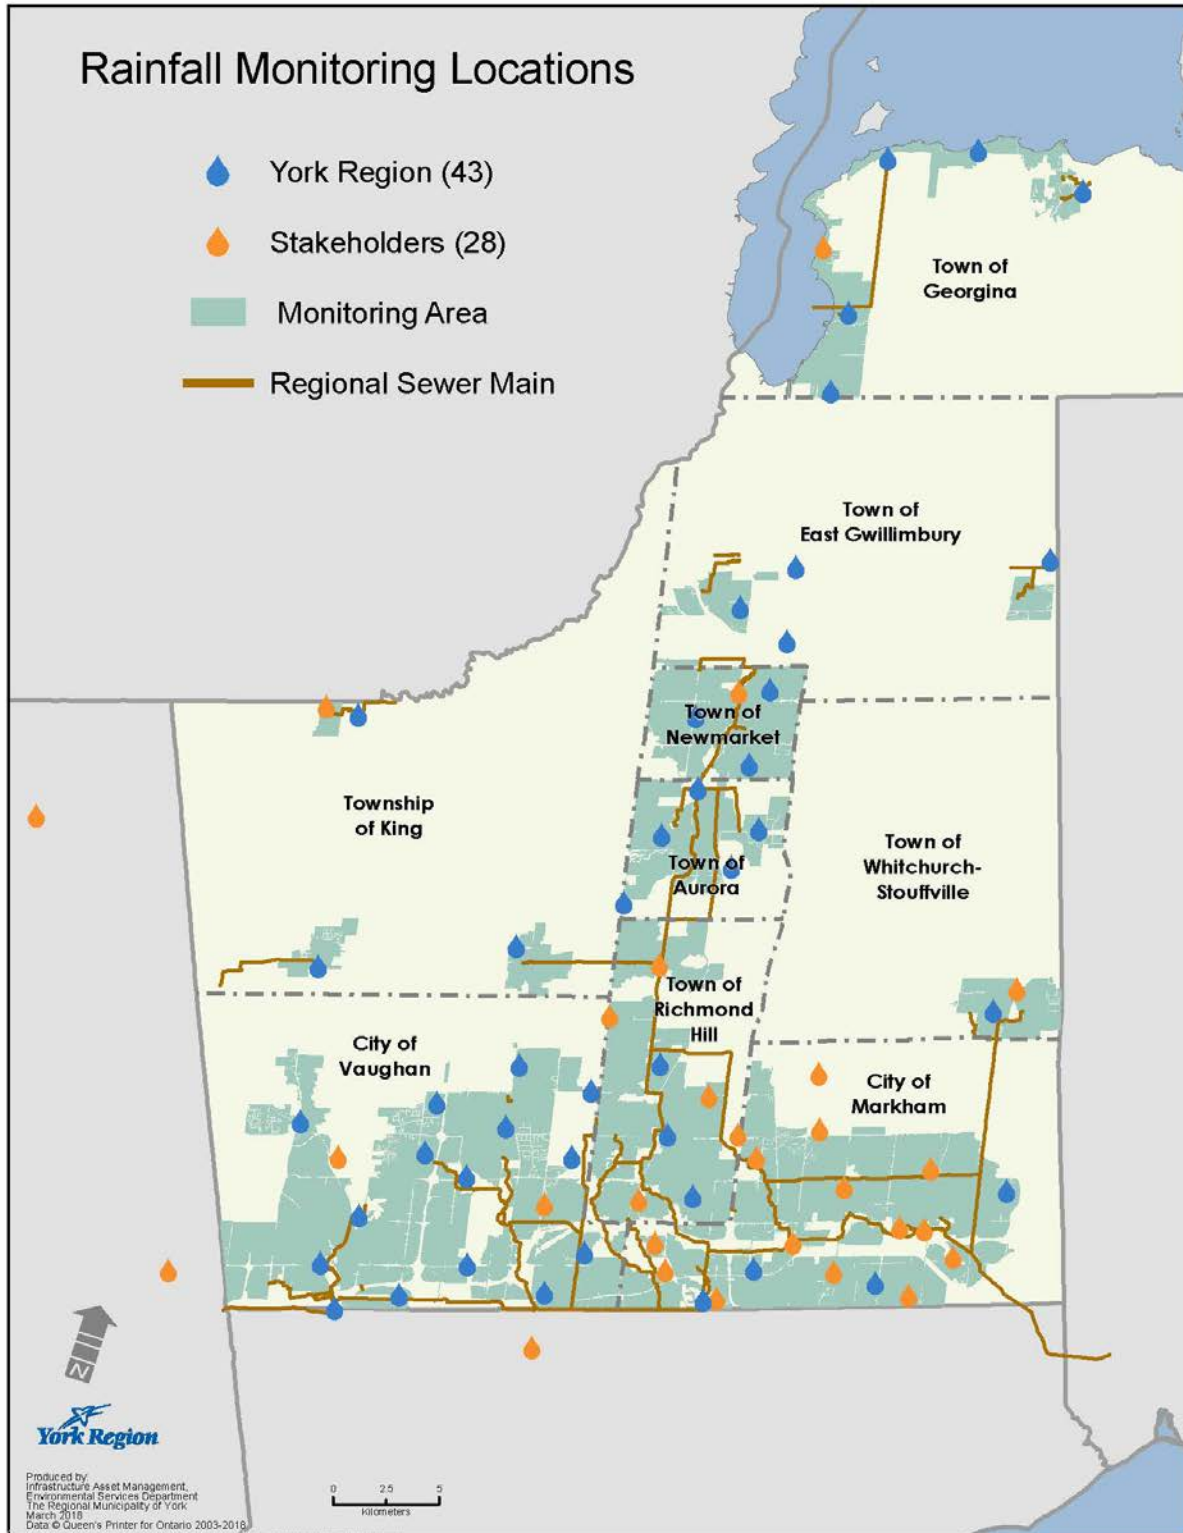 Rainfall Monitoring Locations
York Region (43)
Stakeholders (28)
Monitoring Area
Regional Sewer Main
Town of
Georgina
Town of
East Gwillimbury
Town of
Newmarket
Township
of King
Town of
Whitchurch-
Stouffville
Town of
Aurora
Town of
Richmond
Hill
City of
Vaughan
City of
Markham
N
York Region
Produced by:
Infrastructure Asset Management,
Environmental Services Department
The Regional Municipality of York
March 2018
Data © Queen's Printer for Ontario 2003-2018
0 2.5 5
Kilometers